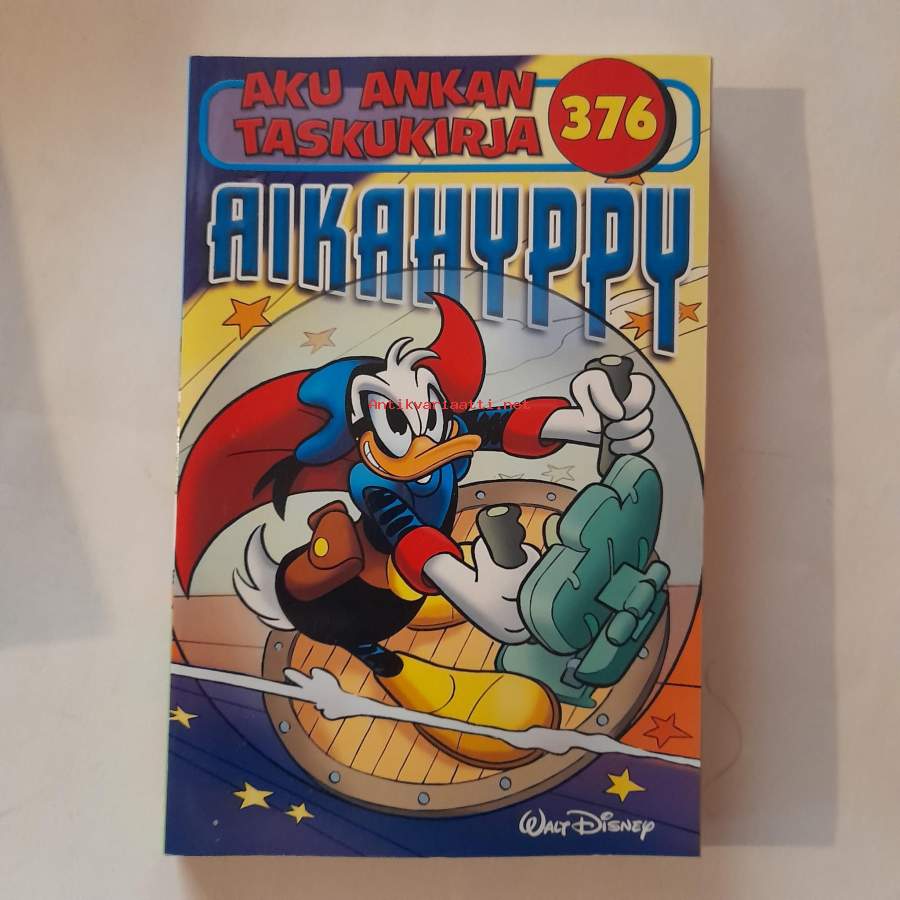 AKU ANKAN
TASKUKIRJA
376
AIKAHYPPY
Antikvariaatti.net
WALT DISNEY